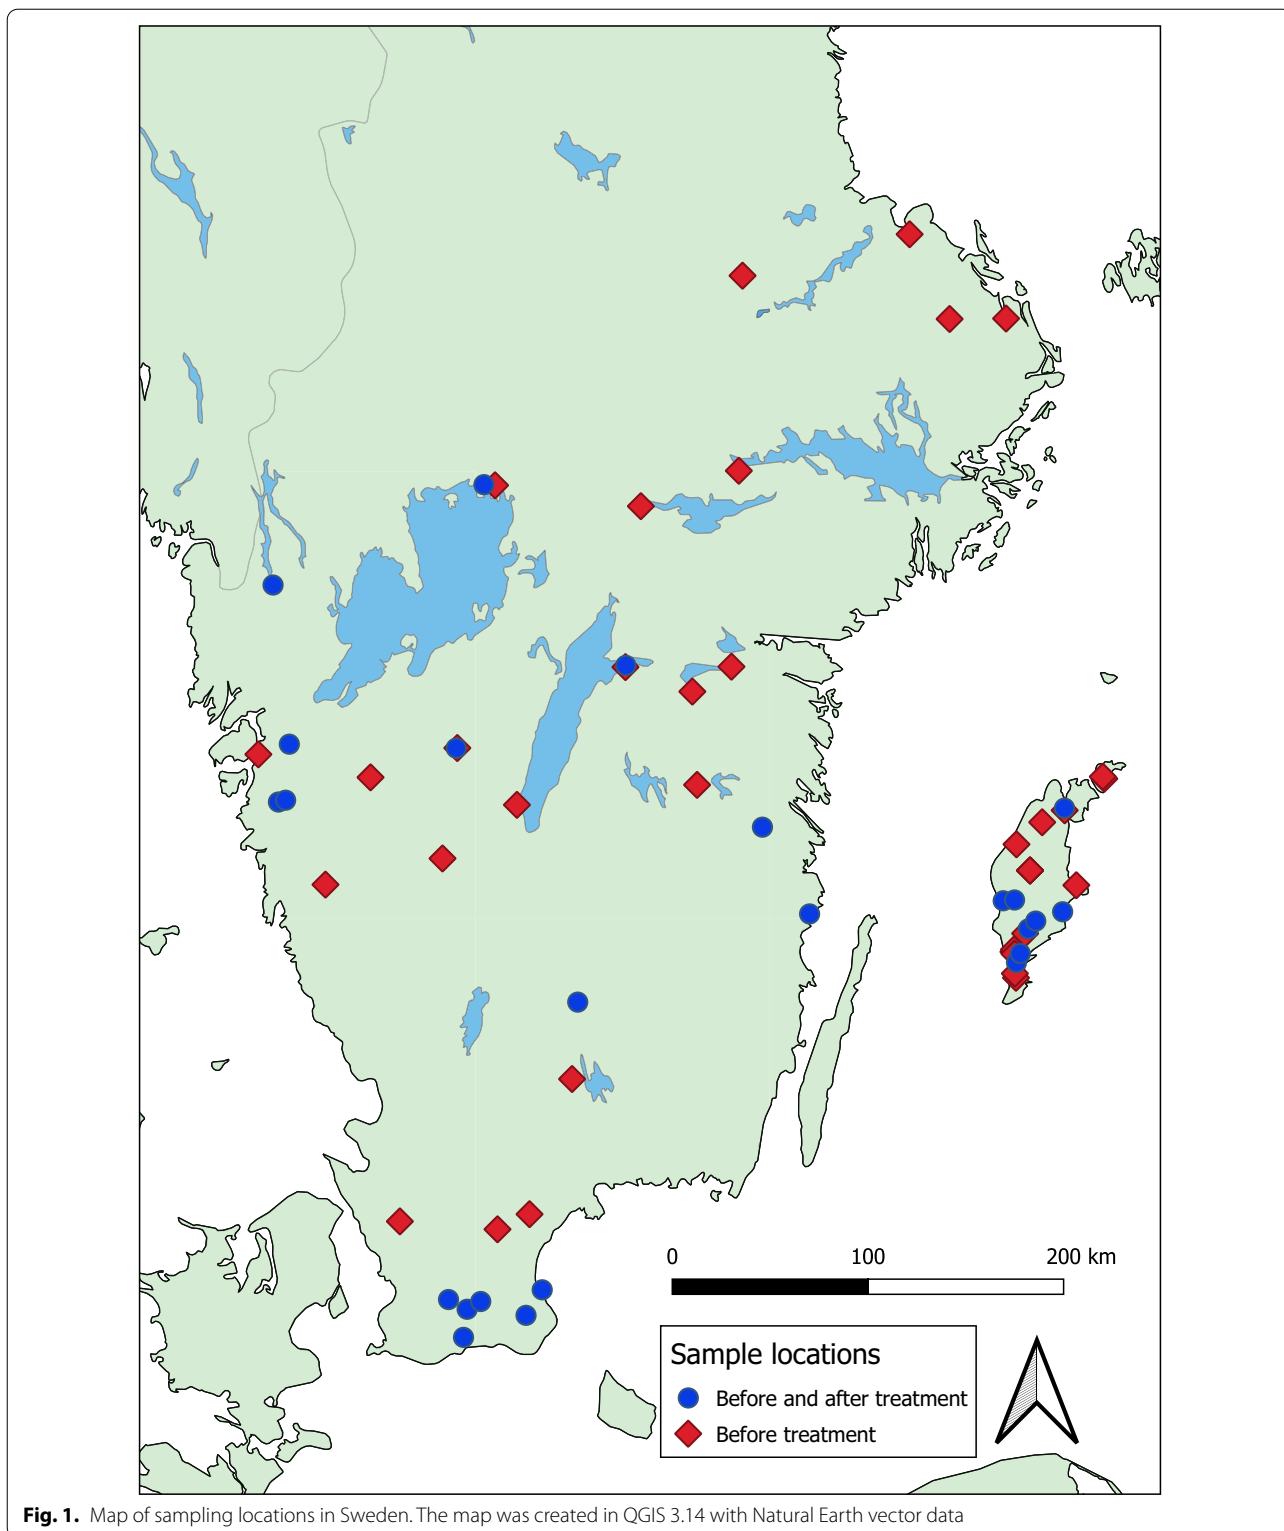 0 100 200 km
Sample locations
Before and after treatment
Before treatment
Fig. 1. Map of sampling locations in Sweden. The map was created in QGIS 3.14 with Natural Earth vector data